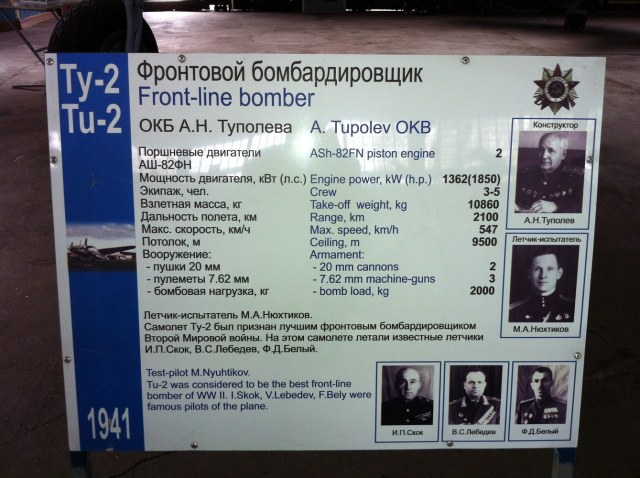 Ту-2
Tu-2
Фронтовой бомбардировщик
Front-line bomber
ОКБ А.Н. Туполева A. Tupolev OKB
Поршневые двигатели ASh-82FN piston engine 2
АШ-82ФН
Мощность двигателя, кВт (л.с.) Engine power, kW (h.p.) 1362(1850)
Экипаж, чел. Crew 3-5
Взлетная масса, кг Take-off weight, kg 10860
Дальность полета, км Range, km 2100
Макс. скорость, км/ч Max. speed, km/h 547
Потолок, м Ceiling, m 9500
Вооружение: Armament:
- пушки 20 мм - 20 mm cannons 2
- пулеметы 7.62 мм - 7.62 mm machine-guns 3
- бомбовая нагрузка, кг - bomb load, kg 2000
Летчик-испытатель М.А.Нюхтиков.
Самолет Ту-2 был признан лучшим фронтовым бомбардировщиком
Второй Мировой войны. На этом самолете летали известные летчики
И.П.Скок, В.С.Лебедев, Ф.Д.Белый.
Test-pilot M.Nyuhtikov.
Tu-2 was considered to be the best front-line
bomber of WW II. I.Skok, V.Lebedev, F.Bely were
famous pilots of the plane.
1941
Конструктор
А.Н.Туполев
Летчик-испытатель
М.А.Нюхтиков
И.П.Скок
В.С.Лебедев
Ф.Д.Белый